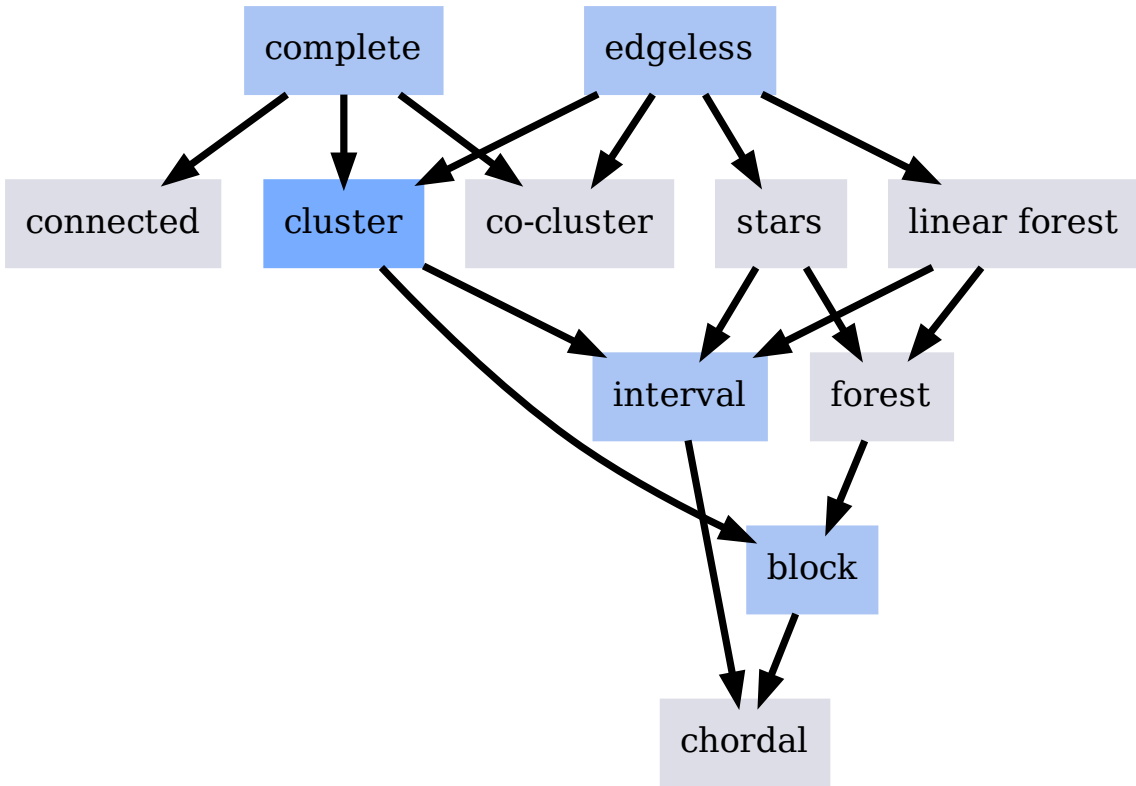 complete
edgeless
connected
cluster
co-cluster
stars
linear forest
interval
forest
block
chordal